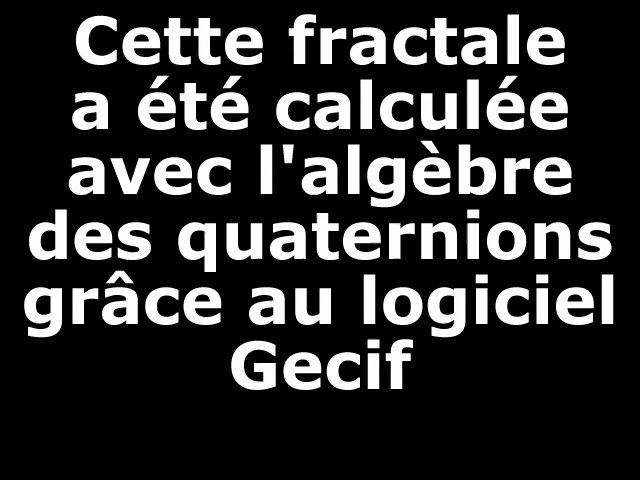 Cette fractale
a été calculée
avec l'algèbre
des quaternions
grâce au logiciel
Gecif